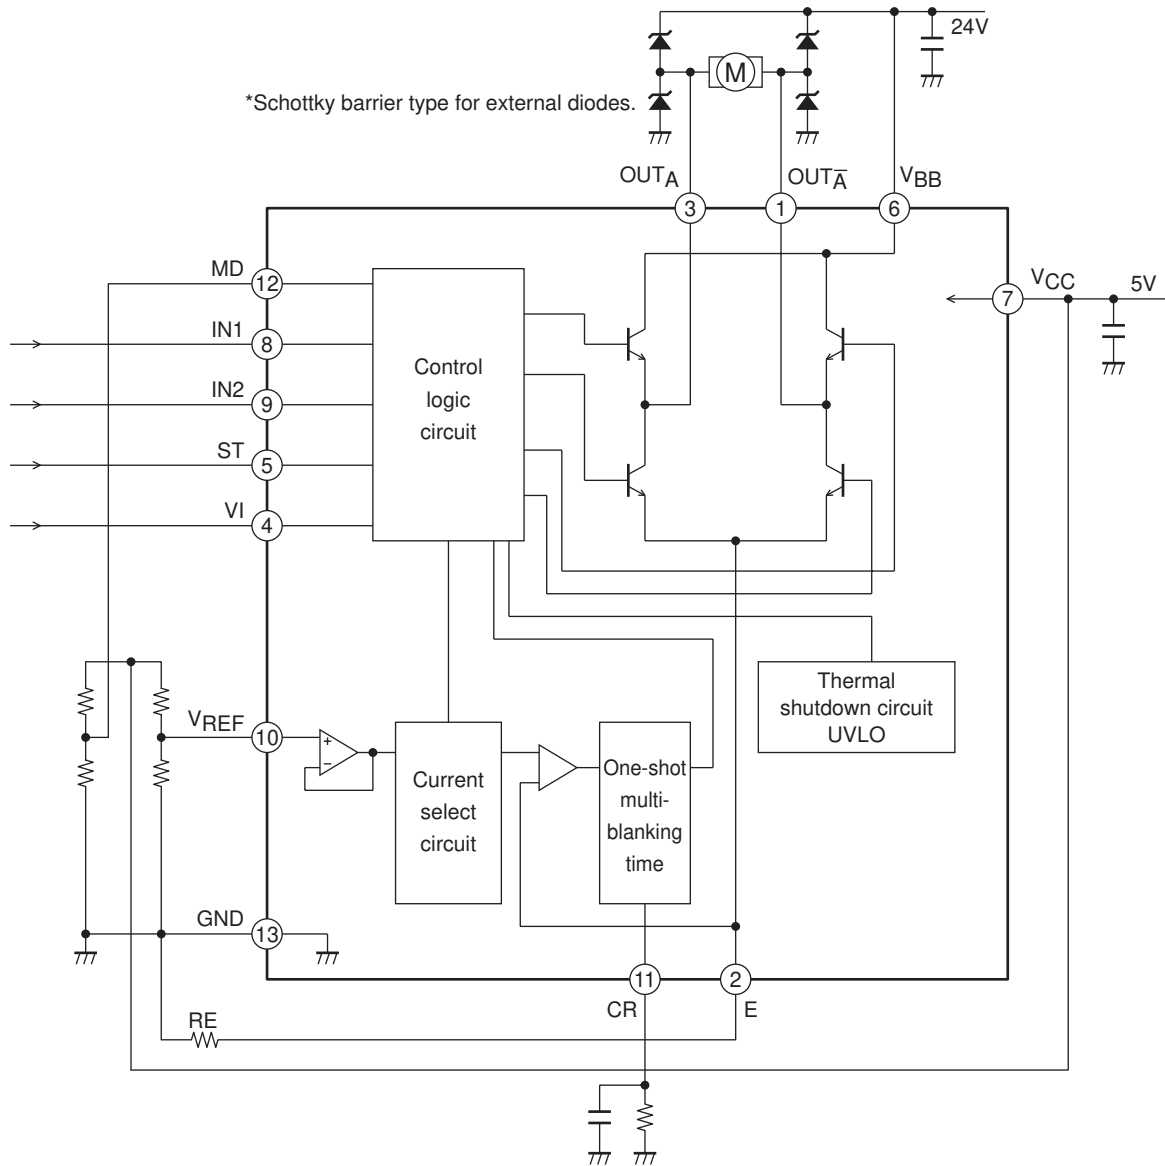 24V
M
*Schottky barrier type for external diodes.
OUTA
OUTA̅
VBB
3
1
6
MD
12
VCC
5V
7
IN1
8
IN2
9
ST
5
VI
4
Control
logic
circuit
Thermal
shutdown circuit
UVLO
VREF
10
+
−
Current
select
circuit
One-shot
multi-
blanking
time
GND
13
11
2
CR
E
RE